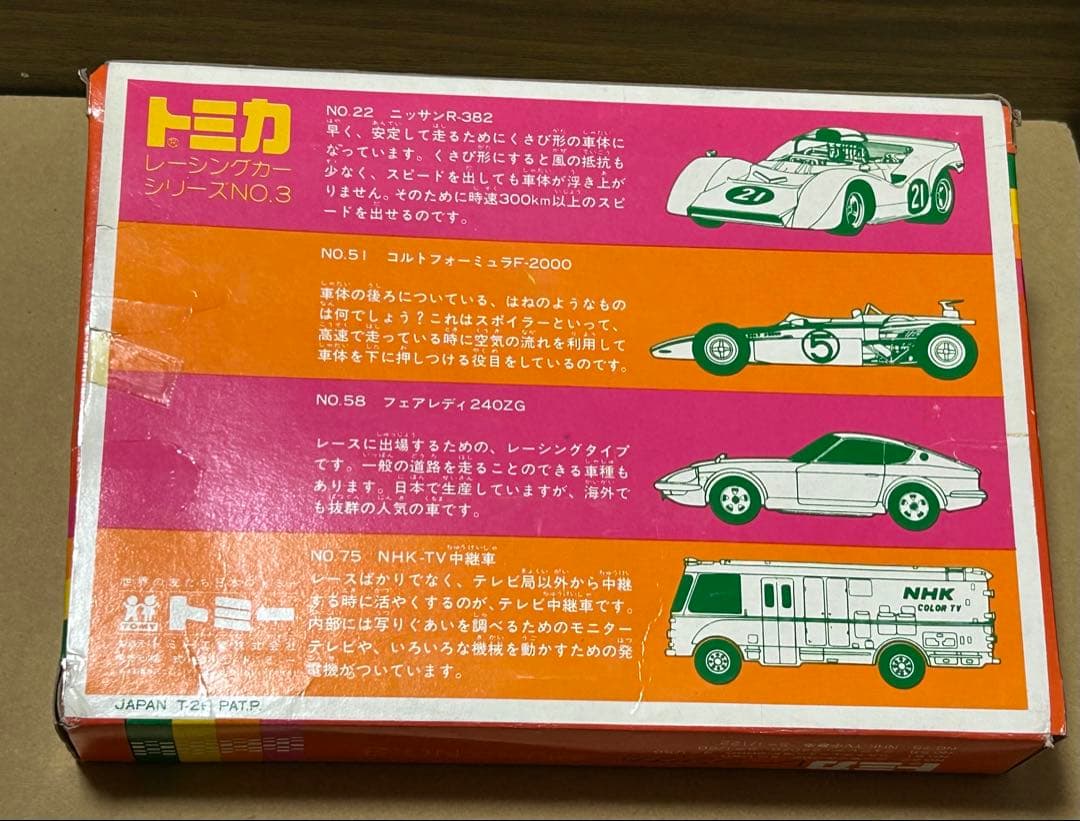 トミカ
レーシングカー
シリーズNO.3
NO.22 ニッサンR-382
早く、安定して走るためにくさび形の車体に
なっています。くさび形にすると風の抵抗も
少なく、スピードを出しても車体が浮き上が
りません。そのために時速300km以上のスピ
ードを出せるのです。
21
21
NO.51 コルトフォーミュラF-2000
車体の後ろについている、はねのようなもの
は何でしょう?これはスポイラーといって、
高速で走っている時に空気の流れを利用して
車体を下に押しつける役目をしているのです。
5
NO.58 フェアレディ240ZG
レースに出場するための、レーシングタイプ
です。一般の道路を走ることのできる車種も
あります。日本で生産していますが、海外で
も抜群の人気の車です。
NO.75 NHK-TV中継車
レースばかりでなく、テレビ局以外から中継
する時に活やくするのが、テレビ中継車です。
内部には写りぐあいを調べるためのモニター
テレビや、いろいろな機械を動かすための発
電機がついています。
NHK
COLOR TV
世界の友だち日本のトミー
TOMY
トミー
JAPAN PAT.P.
トミカ